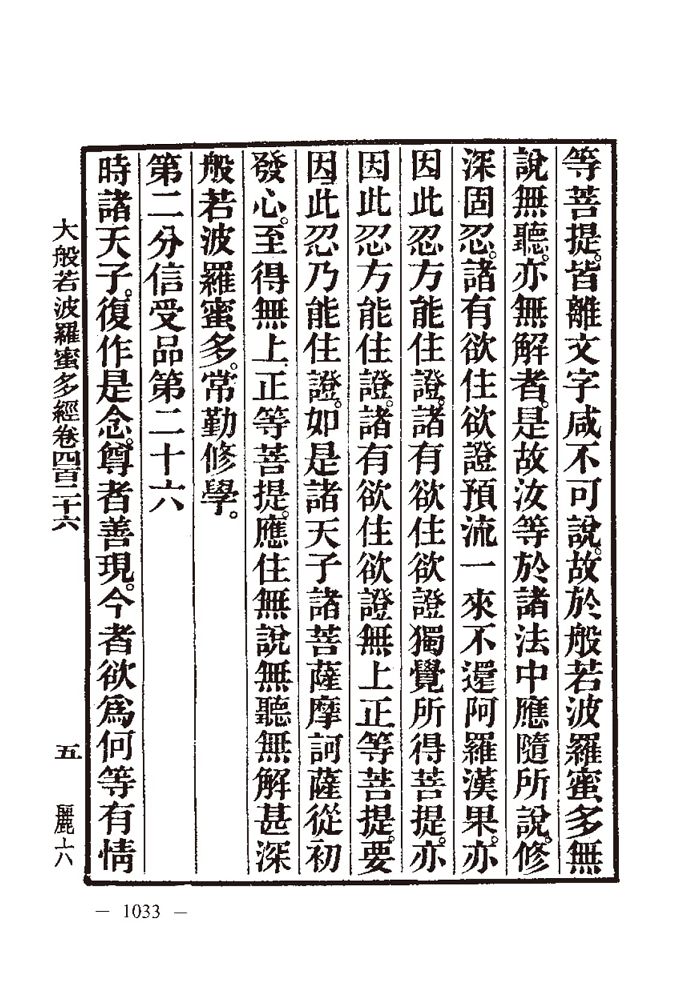 等菩提。皆離文字咸不可說。故於般若波羅蜜多無
說無聽。亦無解者。是故汝等於諸法中應隨所說。修
深固忍。諸有欲住欲證預流一來不還阿羅漢果。亦
因此忍方能住證。諸有欲住欲證獨覺所得菩提。亦
因此忍方能住證。諸有欲住欲證無上正等菩提。要
因此忍乃能住證。如是諸天子諸菩薩摩訶薩從初
發心。至得無上正等菩提。應住無說無聽無解甚深
般若波羅蜜多。常勤修學。
第二分信受品第二十六
時諸天子。復作是念。尊者善現。今者欲為何等有情
大般若波羅蜜多經卷四百二十六 五 麗六
— 1033 —